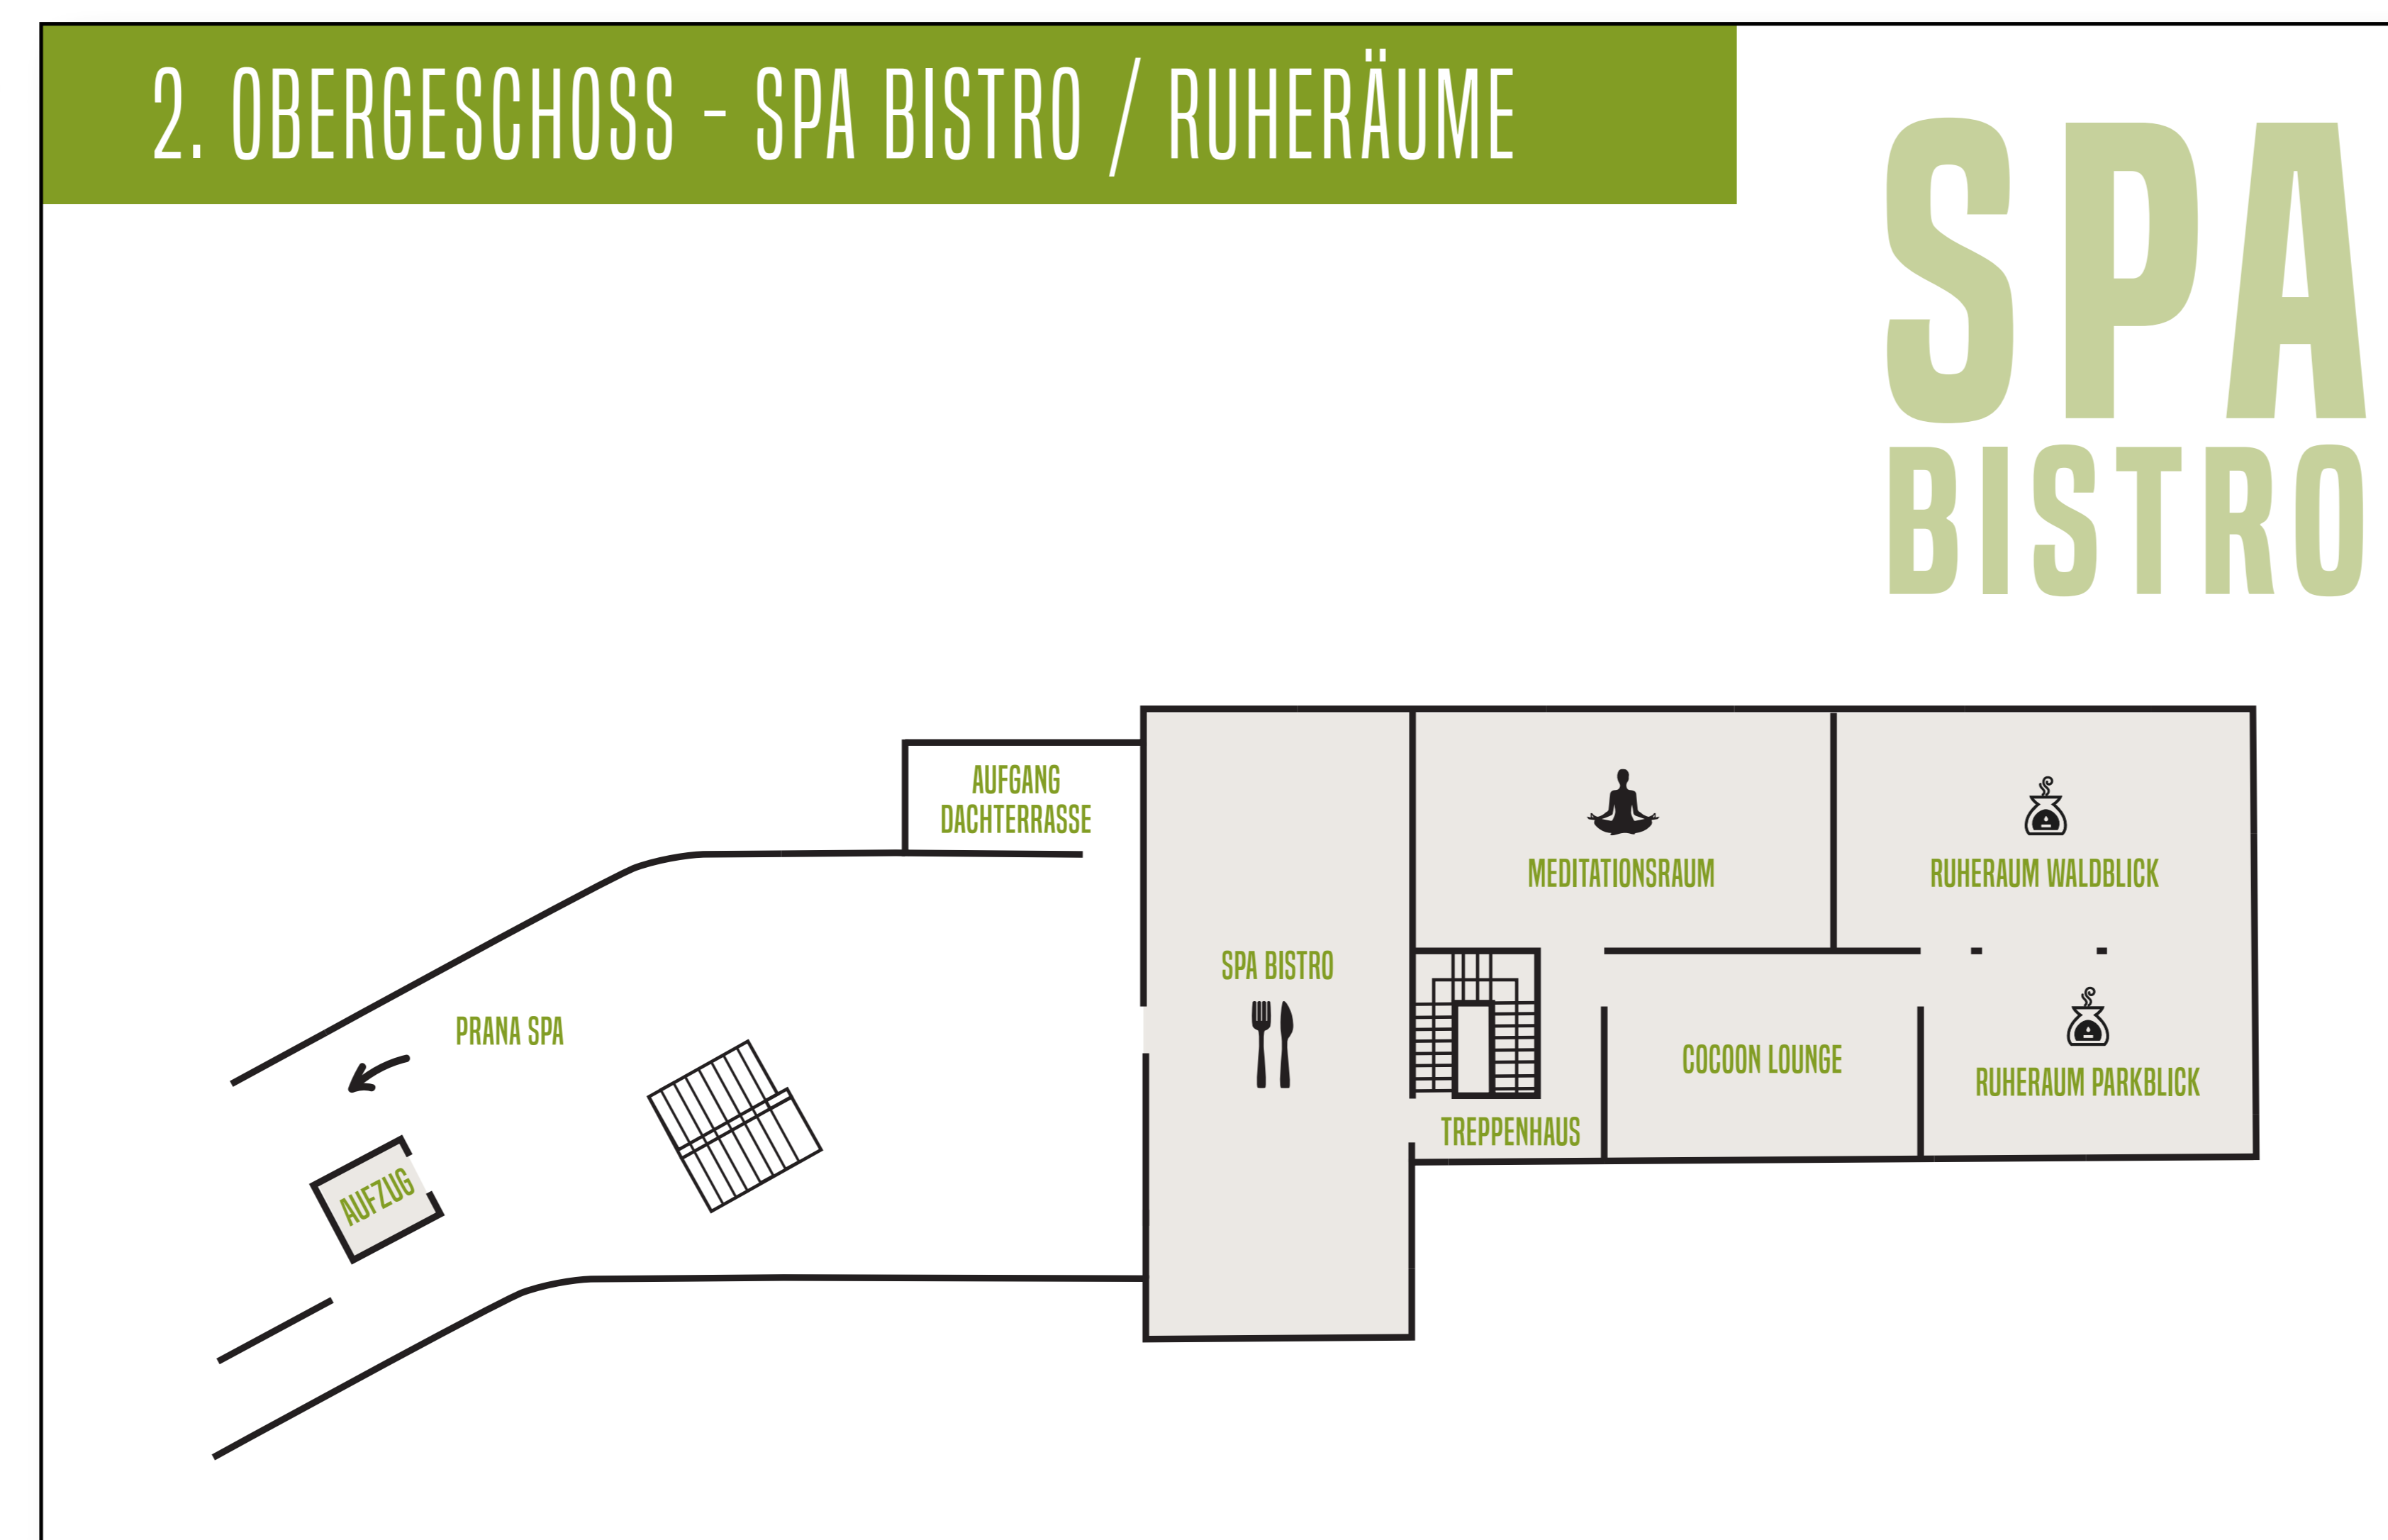 2. OBERGESCHOSS - SPA BISTRO / RUHERÄUME
SPA
BISTRO
AUFGANG
DACHTERRASSE
MEDITATIONSRAUM
RUHERAUM WALDBLICK
SPA BISTRO
PRANA SPA
COCOON LOUNGE
RUHERAUM PARKBLICK
TREPPENHAUS
AUFZUG